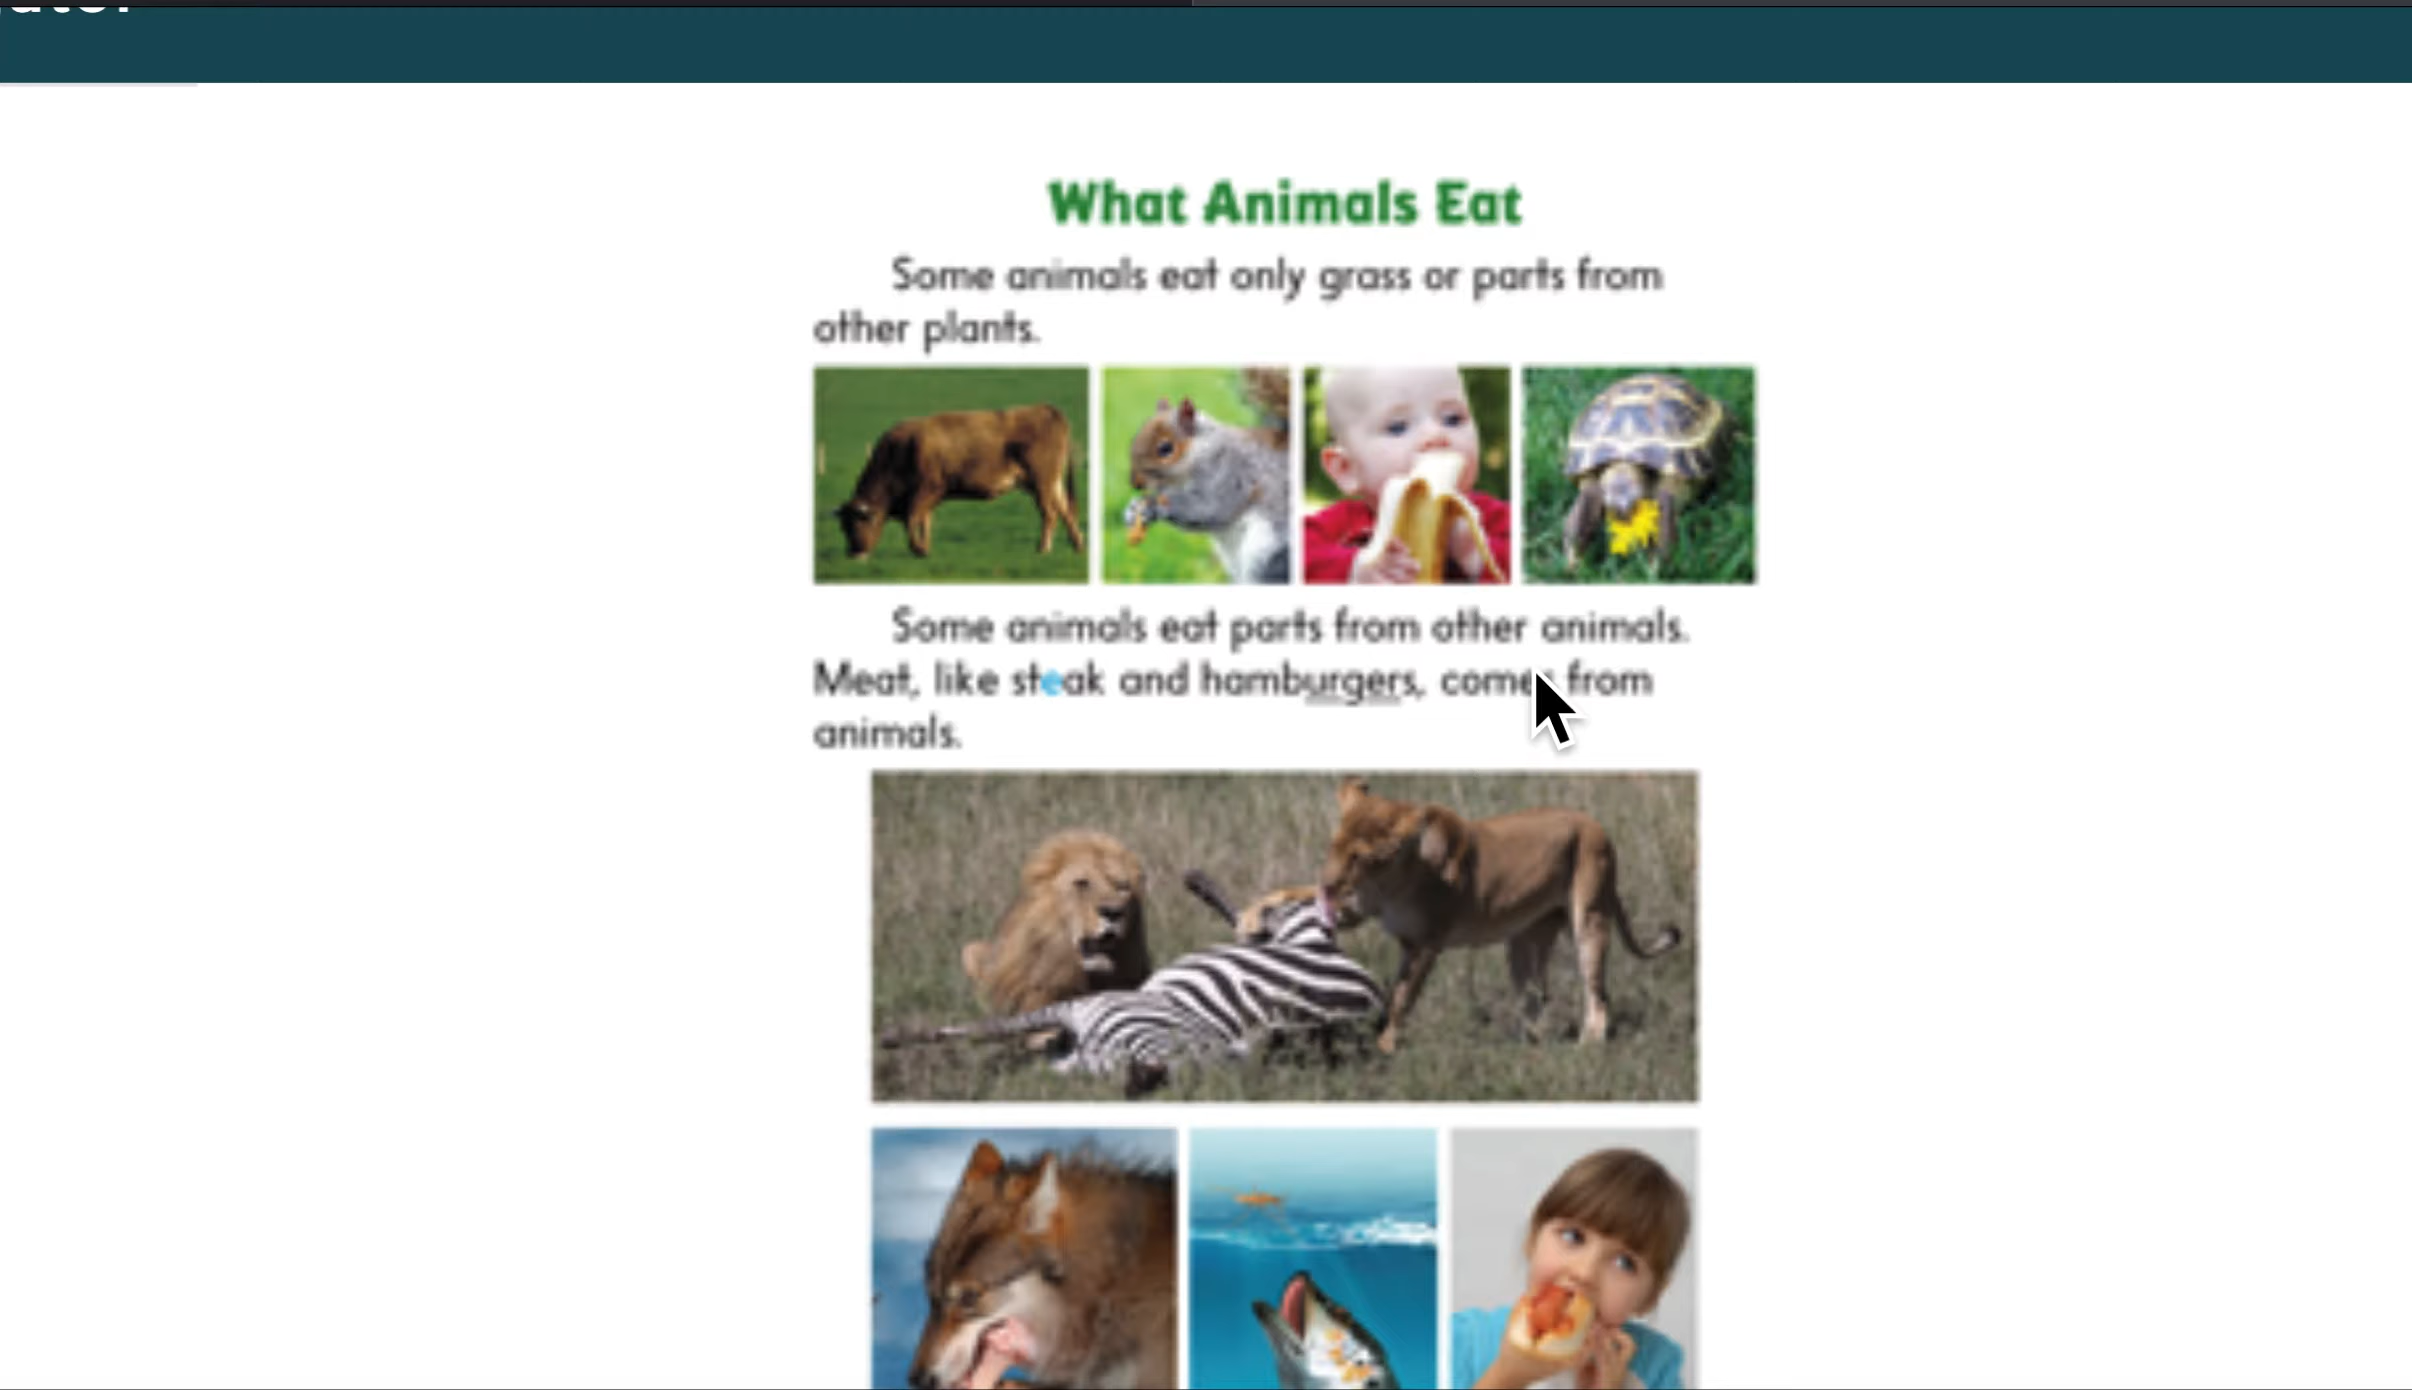 What Animals Eat
Some animals eat only grass or parts from
other plants.
Some animals eat parts from other animals.
Meat, like steak and hamburgers, comes from
animals.